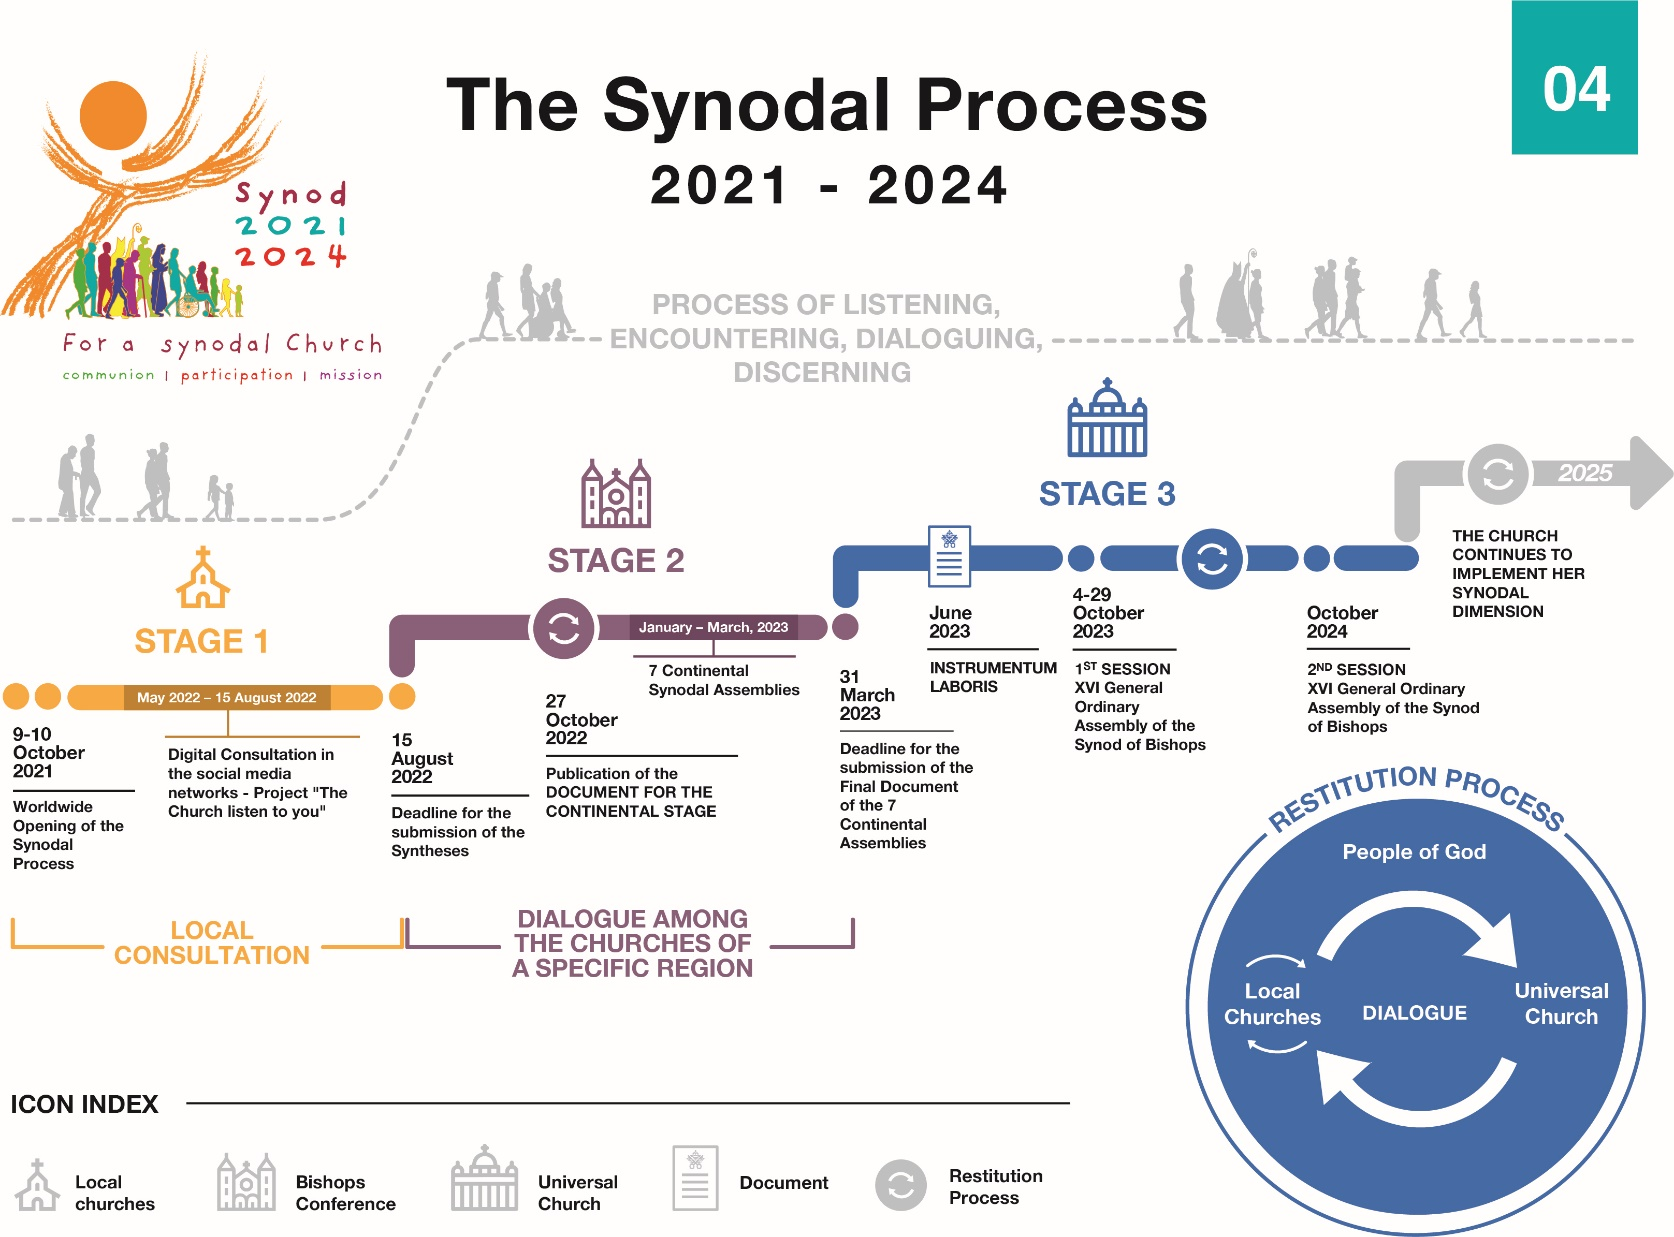 The Synodal Process
2021 - 2024
04
Synod
2021
2024
For a synodal Church
communion | participation | mission
PROCESS OF LISTENING,
ENCOUNTERING, DIALOGUING,
DISCERNING
STAGE 1
May 2022 – 15 August 2022
9-10
October
2021
Worldwide
Opening of the
Synodal
Process
Digital Consultation in
the social media
networks - Project "The
Church listen to you"
15
August
2022
Deadline for the
submission of the
Syntheses
LOCAL
CONSULTATION
STAGE 2
January – March, 2023
7 Continental
Synodal Assemblies
27
October
2022
Publication of the
DOCUMENT FOR THE
CONTINENTAL STAGE
31
March
2023
Deadline for the
submission of the
Final Document
of the 7
Continental
Assemblies
DIALOGUE AMONG
THE CHURCHES OF
A SPECIFIC REGION
STAGE 3
June
2023
INSTRUMENTUM
LABORIS
4-29
October
2023
1ST SESSION
XVI General
Ordinary
Assembly of the
Synod of Bishops
October
2024
2ND SESSION
XVI General Ordinary
Assembly of the Synod
of Bishops
2025
THE CHURCH
CONTINUES TO
IMPLEMENT HER
SYNODAL
DIMENSION
RESTITUTION PROCESS
People of God
Local
Churches
DIALOGUE
Universal
Church
ICON INDEX
Local
churches
Bishops
Conference
Universal
Church
Document
Restitution
Process